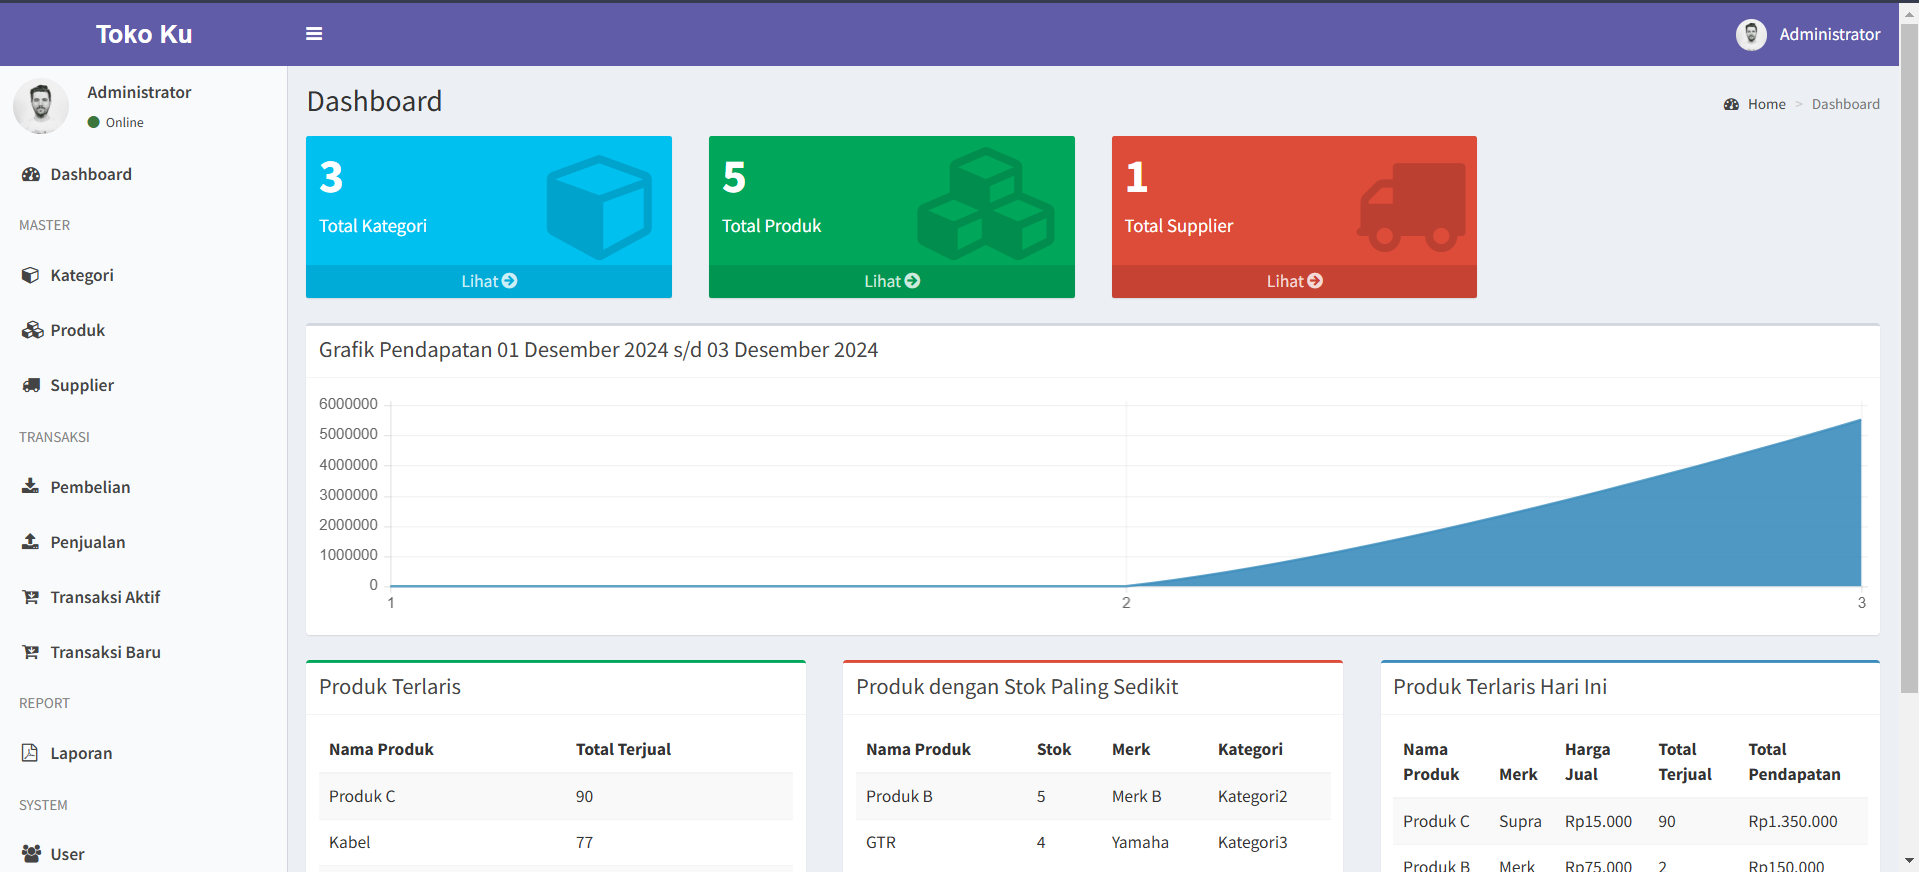 Toko Ku
Administrator
Administrator
Online
Dashboard
MASTER
Kategori
Produk
Supplier
TRANSAKSI
Pembelian
Penjualan
Transaksi Aktif
Transaksi Baru
REPORT
Laporan
SYSTEM
User
Dashboard
Home > Dashboard
3
Total Kategori
Lihat
5
Total Produk
Lihat
1
Total Supplier
Lihat
Grafik Pendapatan 01 Desember 2024 s/d 03 Desember 2024
6000000
5000000
4000000
3000000
2000000
1000000
0
1 2 3
Produk Terlaris
Nama Produk Total Terjual
Produk C 90
Kabel 77
Produk dengan Stok Paling Sedikit
Nama Produk Stok Merk Kategori
Produk B 5 Merk B Kategori2
GTR 4 Yamaha Kategori3
Produk Terlaris Hari Ini
Nama Harga Total Total
Produk Merk Jual Terjual Pendapatan
Produk C Supra Rp15.000 90 Rp1.350.000
Produk B Merk Rp75.000 2 Rp150.000